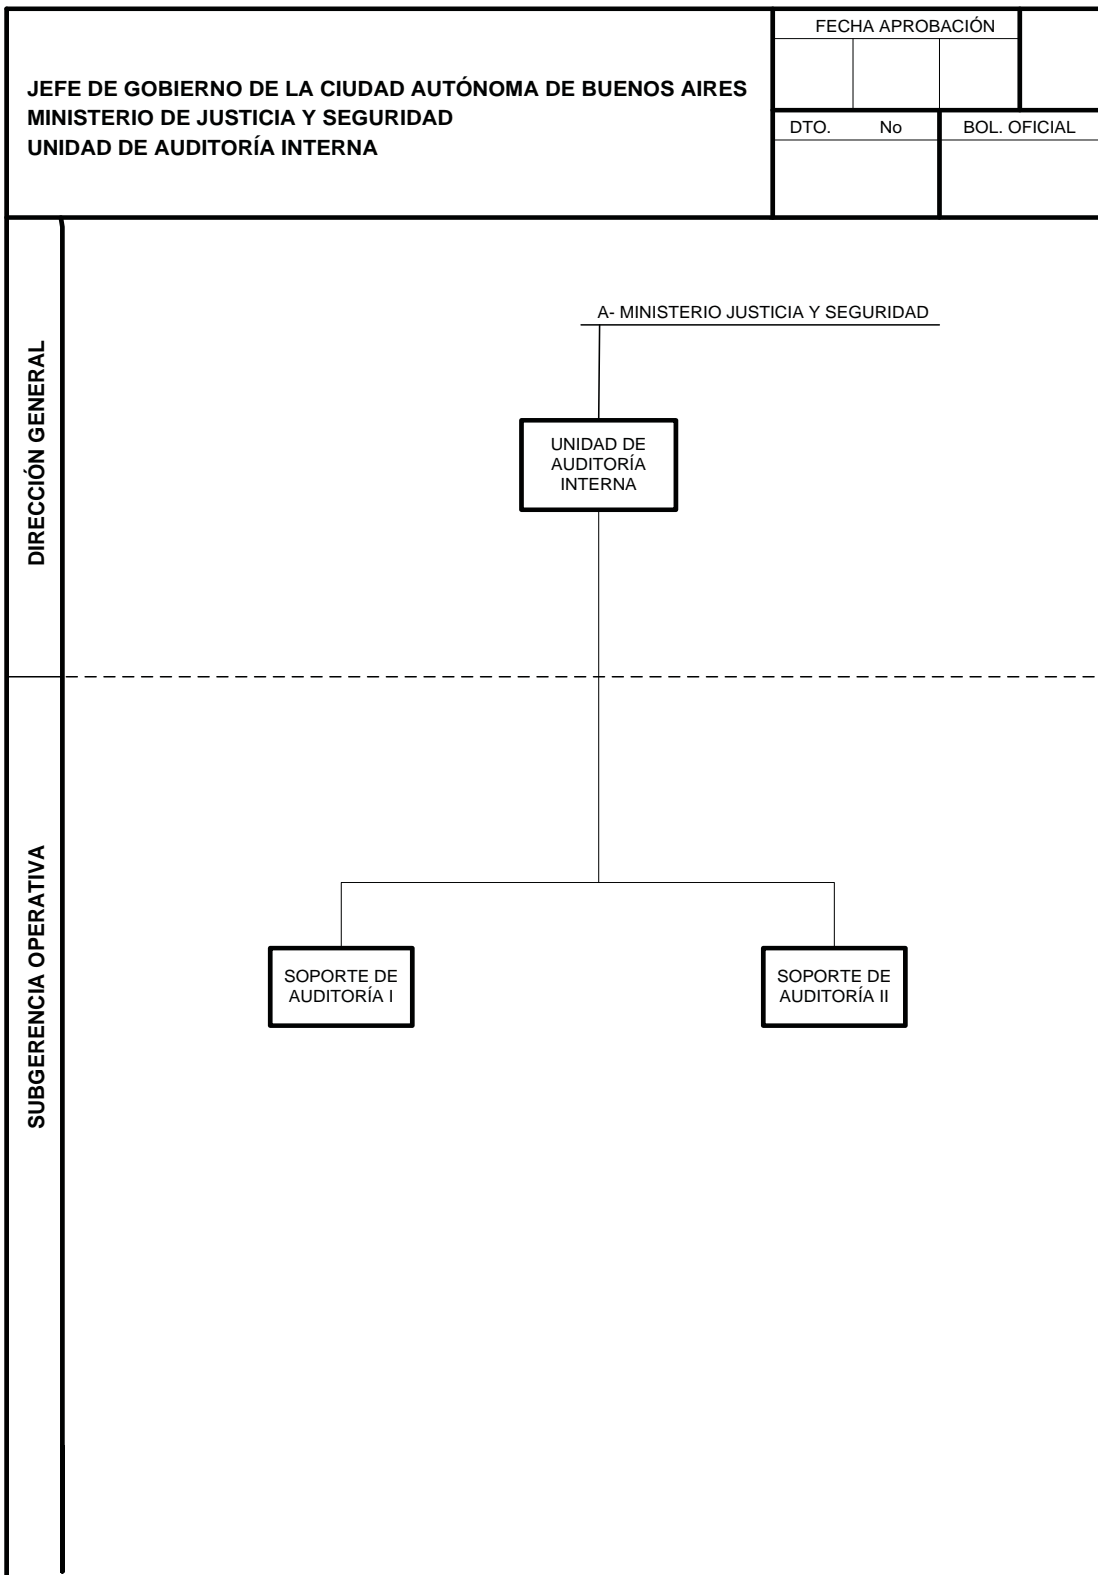 FECHA APROBACIÓN
JEFE DE GOBIERNO DE LA CIUDAD AUTÓNOMA DE BUENOS AIRES
MINISTERIO DE JUSTICIA Y SEGURIDAD
UNIDAD DE AUDITORÍA INTERNA
DTO. No BOL. OFICIAL
DIRECCIÓN GENERAL
A- MINISTERIO JUSTICIA Y SEGURIDAD
UNIDAD DE
AUDITORÍA
INTERNA
SUBGERENCIA OPERATIVA
SOPORTE DE
AUDITORÍA I
SOPORTE DE
AUDITORÍA II